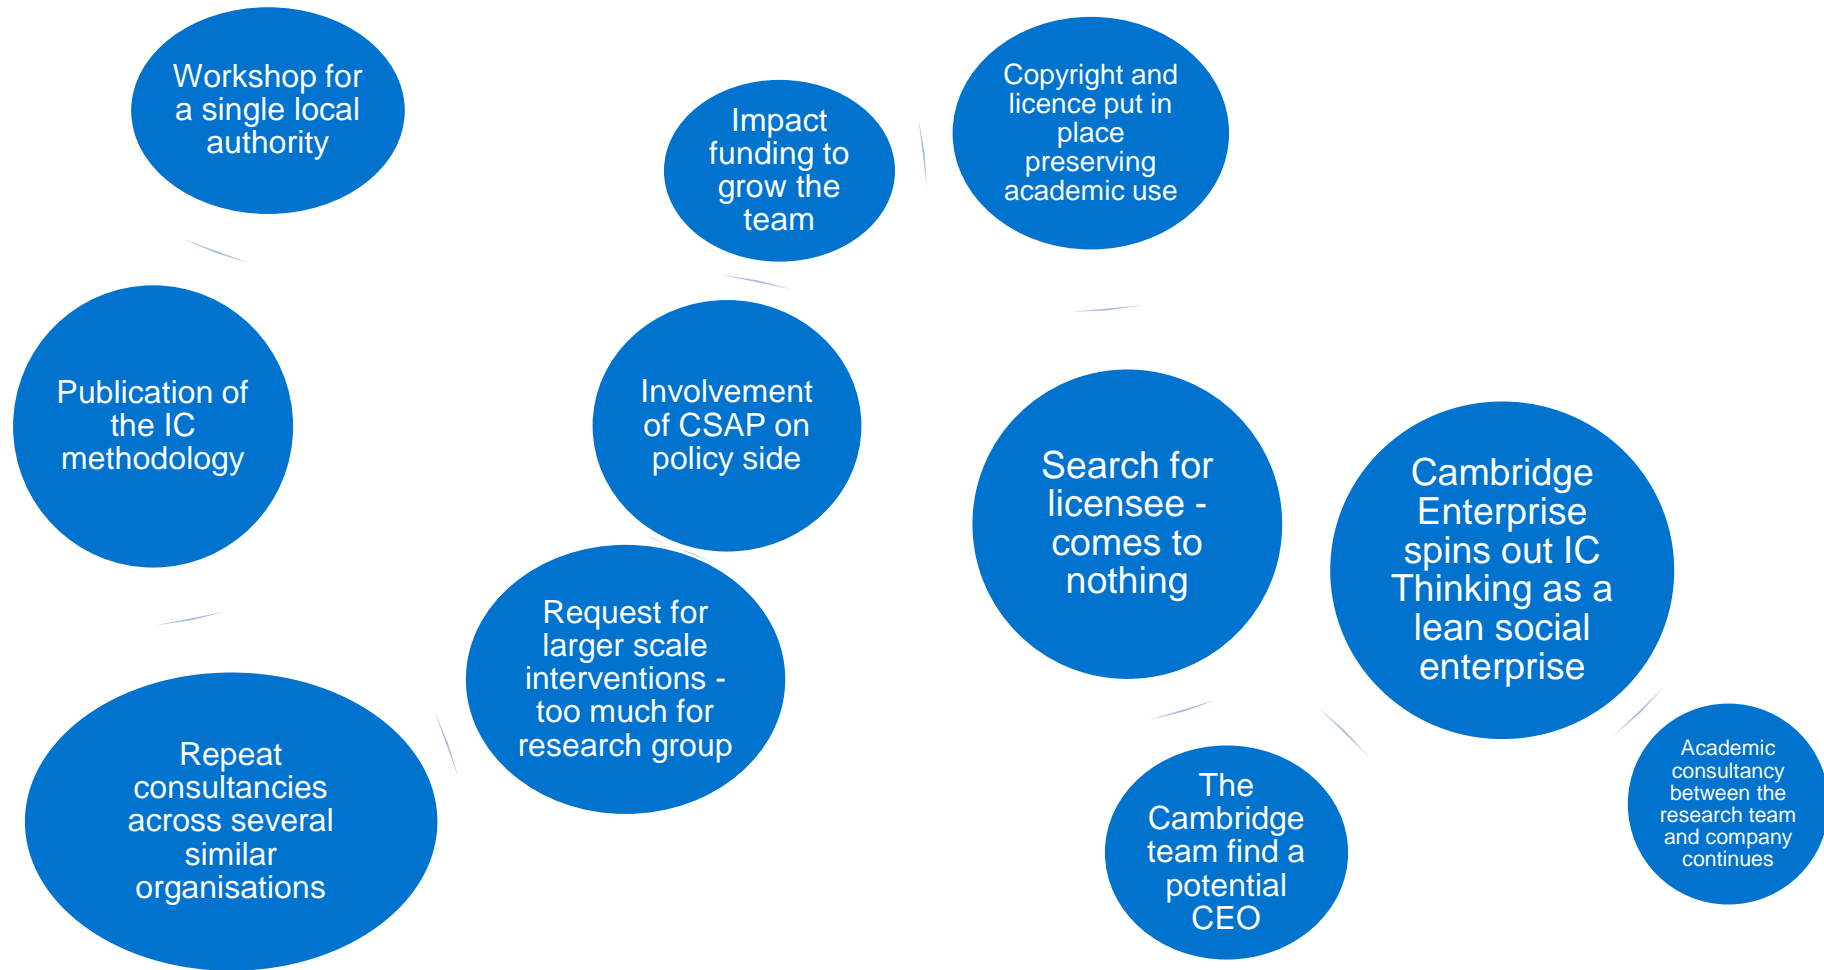 Workshop for
a single local
authority
Publication of
the IC
methodology
Repeat
consultancies
across several
similar
organisations
Request for
larger scale
interventions -
too much for
research group
Involvement
of CSAP on
policy side
Impact
funding to
grow the
team
Copyright and
licence put in
place
preserving
academic use
Search for
licensee -
comes to
nothing
The
Cambridge
team find a
potential
CEO
Cambridge
Enterprise
spins out IC
Thinking as a
lean social
enterprise
Academic
consultancy
between the
research team
and company
continues